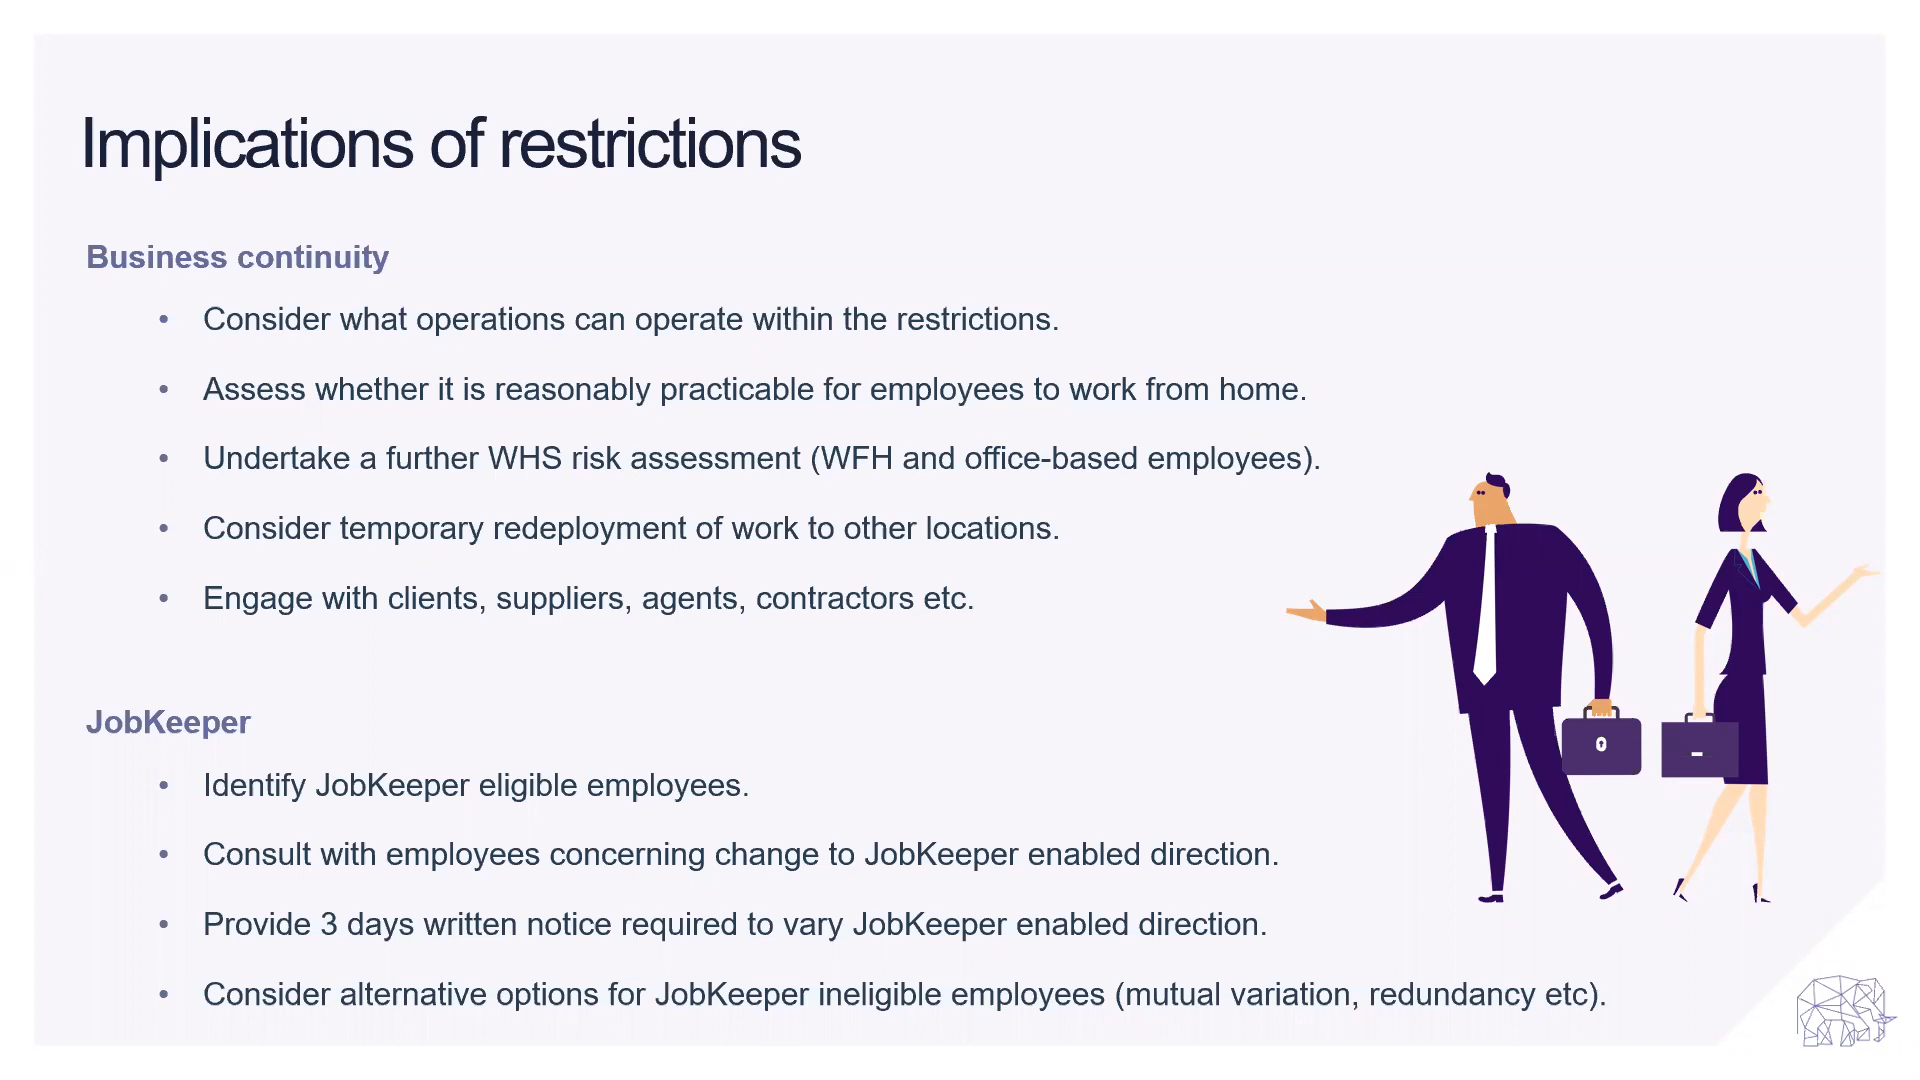 Implications of restrictions
Business continuity
• Consider what operations can operate within the restrictions.
• Assess whether it is reasonably practicable for employees to work from home.
• Undertake a further WHS risk assessment (WFH and office-based employees).
• Consider temporary redeployment of work to other locations.
• Engage with clients, suppliers, agents, contractors etc.
JobKeeper
• Identify JobKeeper eligible employees.
• Consult with employees concerning change to JobKeeper enabled direction.
• Provide 3 days written notice required to vary JobKeeper enabled direction.
• Consider alternative options for JobKeeper ineligible employees (mutual variation, redundancy etc).